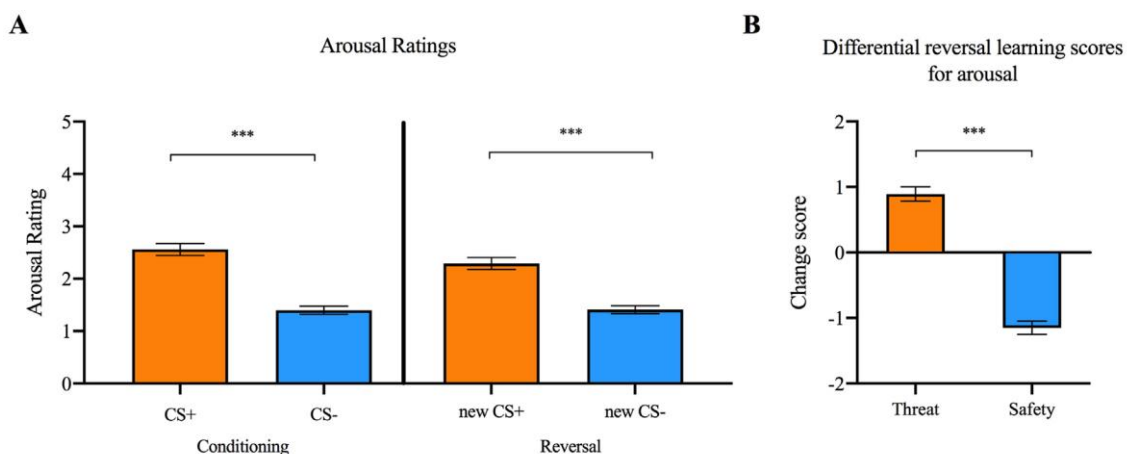 A
Arousal Ratings
Arousal Rating
5
4
3
2
1
0
***
***
CS+
CS-
new CS+
new CS-
Conditioning
Reversal
B
Differential reversal learning scores
for arousal
Change score
2
1
0
-1
-2
***
Threat
Safety